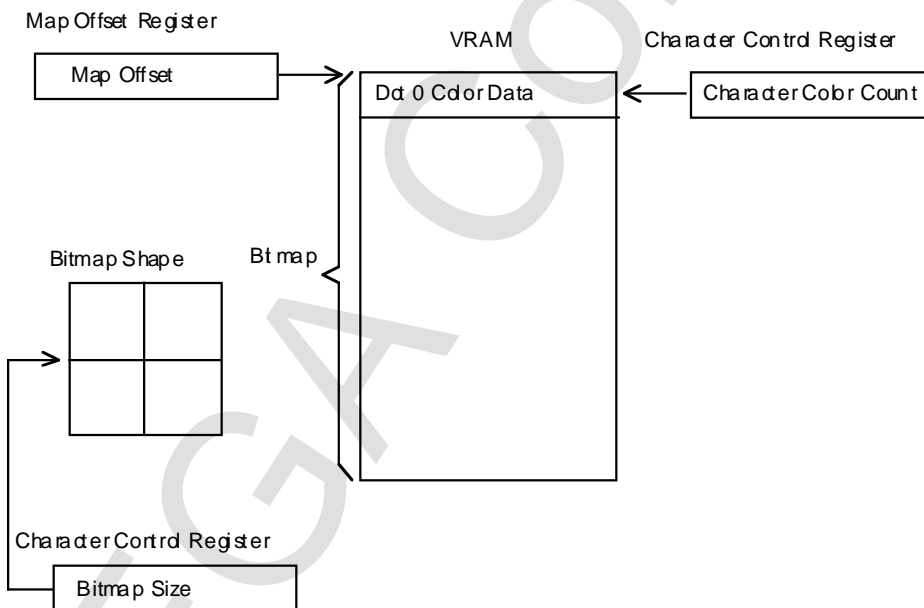 Map Offset Register
Map Offset
VRAM
Character Control Register
Dot 0 Color Data
Character Color Count
Bitmap Shape
Bitmap
Character Control Register
Bitmap Size